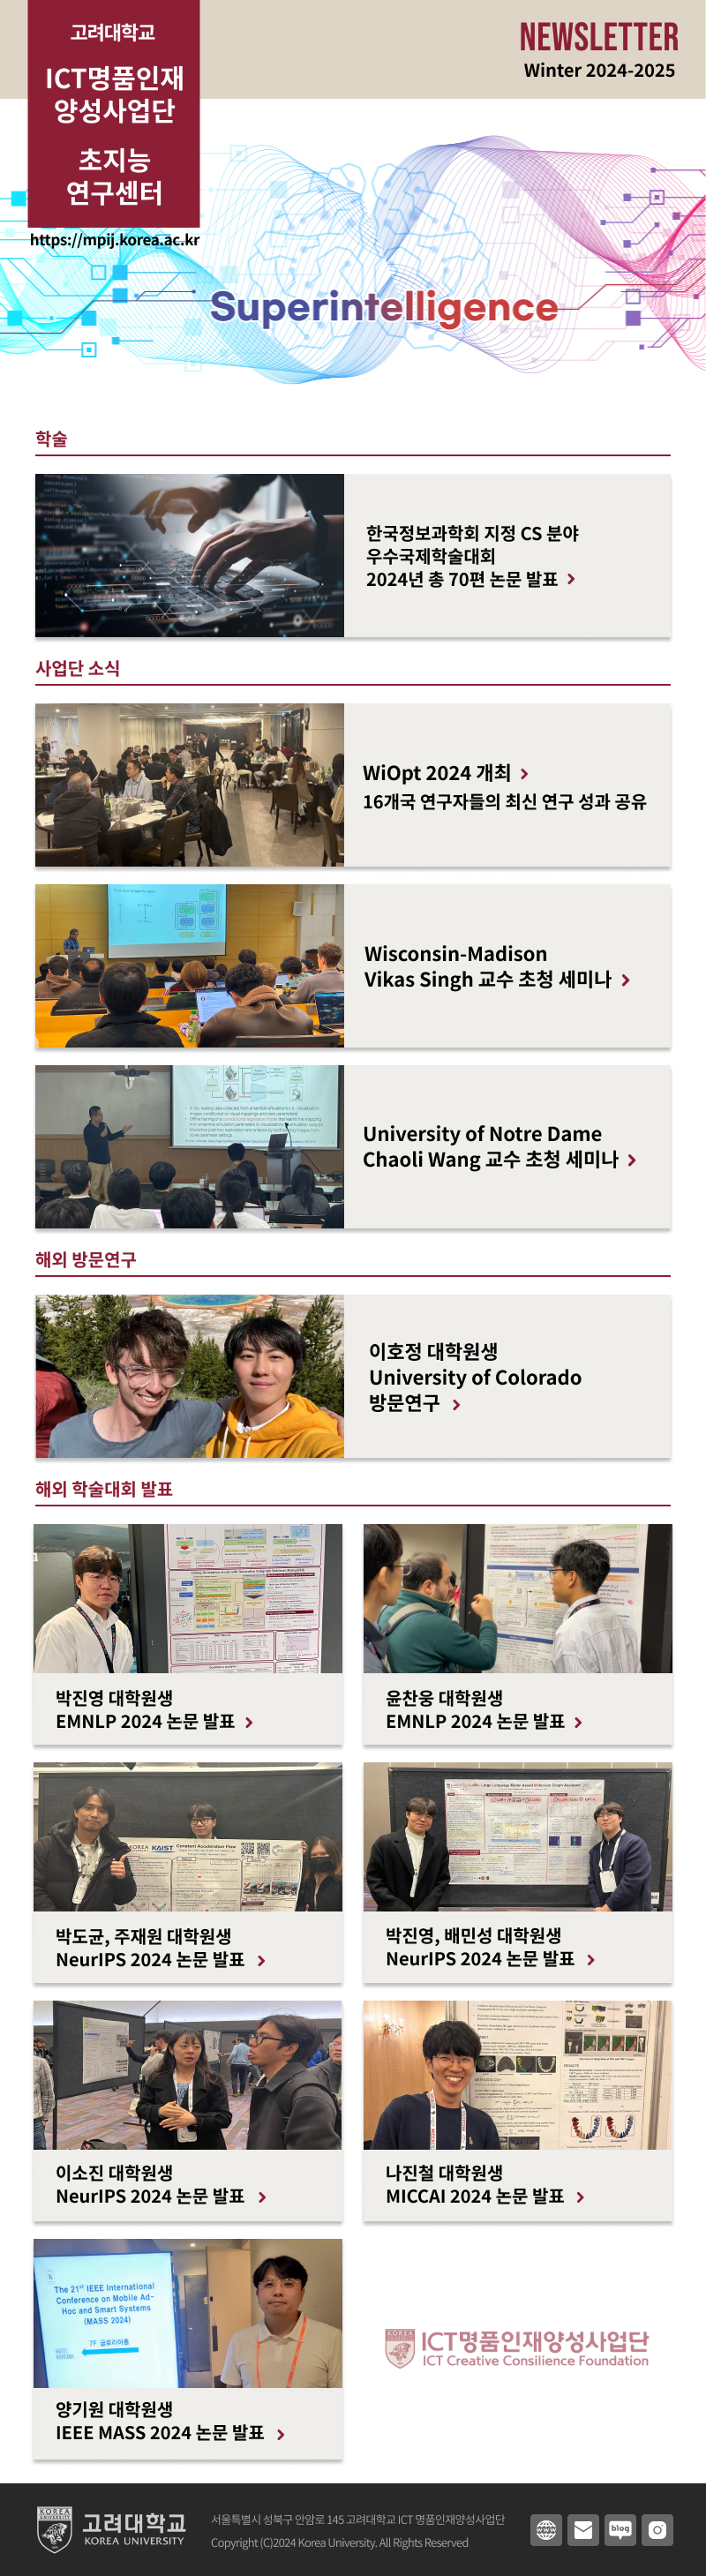 고려대학교
ICT명품인재
양성사업단
초지능
연구센터
https://mpij.korea.ac.kr
NEWSLETTER
Winter 2024-2025
Superintelligence
학술
한국정보과학회 지정 CS 분야
우수국제학술대회
2024년 총 70편 논문 발표
사업단 소식
WiOpt 2024 개최
16개국 연구자들의 최신 연구 성과 공유
Wisconsin-Madison
Vikas Singh 교수 초청 세미나
University of Notre Dame
Chaoli Wang 교수 초청 세미나
해외 방문연구
이호정 대학원생
University of Colorado
방문연구
해외 학술대회 발표
박진영 대학원생
EMNLP 2024 논문 발표
윤찬웅 대학원생
EMNLP 2024 논문 발표
KOREA
KAIST
Constant Acceleration Flow
박도균, 주재원 대학원생
NeurIPS 2024 논문 발표
박진영, 배민성 대학원생
NeurIPS 2024 논문 발표
이소진 대학원생
NeurIPS 2024 논문 발표
RESULTS
나진철 대학원생
MICCAI 2024 논문 발표
The 21st IEEE International
Conference on Mobile Ad-
Hoc and Smart Systems
(MASS 2024)
7F 글로리아홀
양기원 대학원생
IEEE MASS 2024 논문 발표
KOREA
ICT명품인재양성사업단
ICT Creative Consilience Foundation
KOREA
UNIVERSITY
고려대학교
KOREA UNIVERSITY
서울특별시 성북구 안암로 145 고려대학교 ICT 명품인재양성사업단
Copyright (C)2024 Korea University. All Rights Reserved
WWW
blog